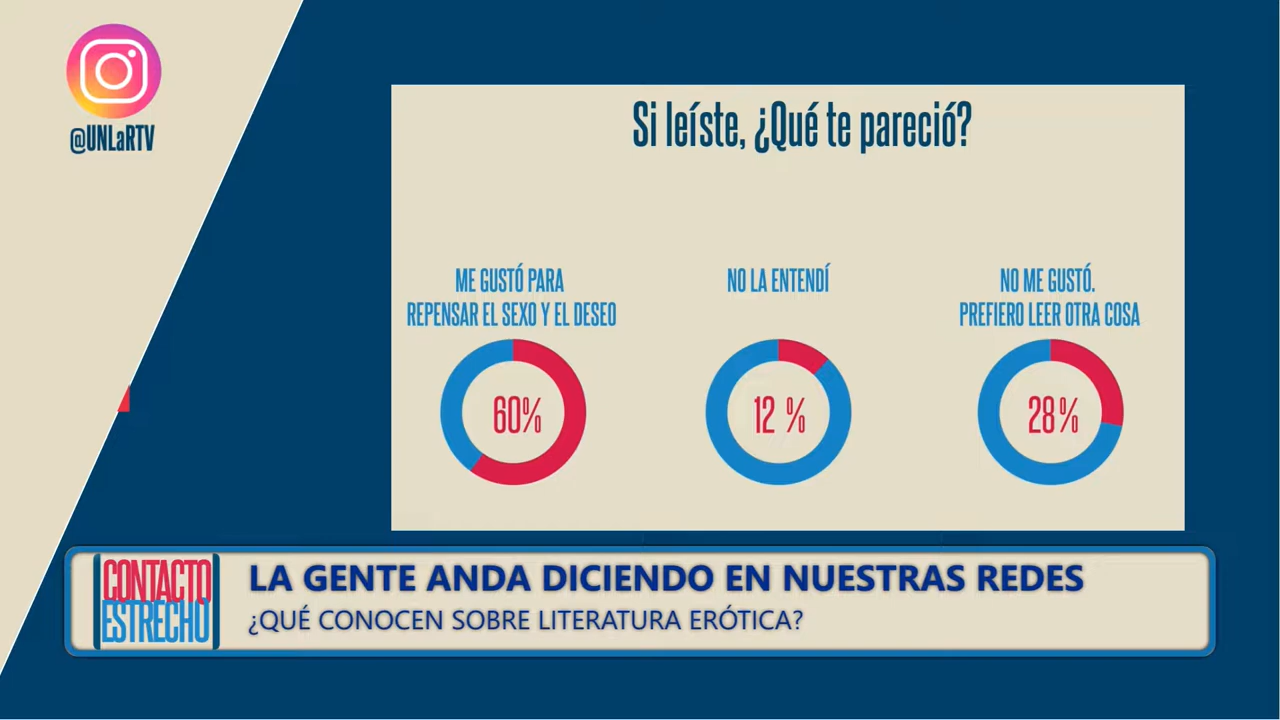 @UNLaRTV
Si leíste, ¿Qué te pareció?
ME GUSTÓ PARA
REPENSAR EL SEXO Y EL DESEO
60%
NO LA ENTENDÍ
12 %
NO ME GUSTÓ.
PREFIERO LEER OTRA COSA
28%
CONTACTO
ESTRECHO
LA GENTE ANDA DICIENDO EN NUESTRAS REDES
¿QUÉ CONOCEN SOBRE LITERATURA ERÓTICA?